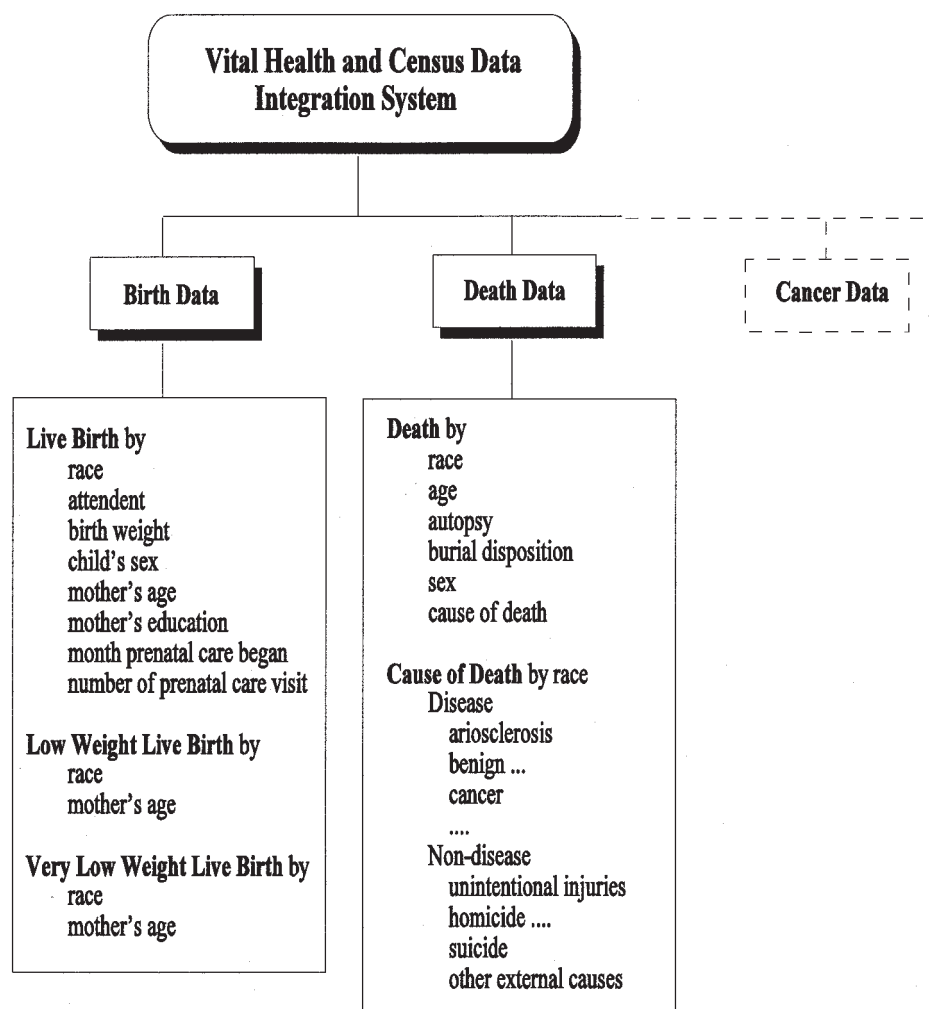 Vital Health and Census Data
Integration System
Birth Data
Death Data
Cancer Data
Live Birth by
race
attendent
birth weight
child's sex
mother's age
mother's education
month prenatal care began
number of prenatal care visit
Low Weight Live Birth by
race
mother's age
Very Low Weight Live Birth by
race
mother's age
Death by
race
age
autopsy
burial disposition
sex
cause of death
Cause of Death by race
Disease
ariosclerosis
benign ...
cancer
....
Non-disease
unintentional injuries
homicide ....
suicide
other external causes